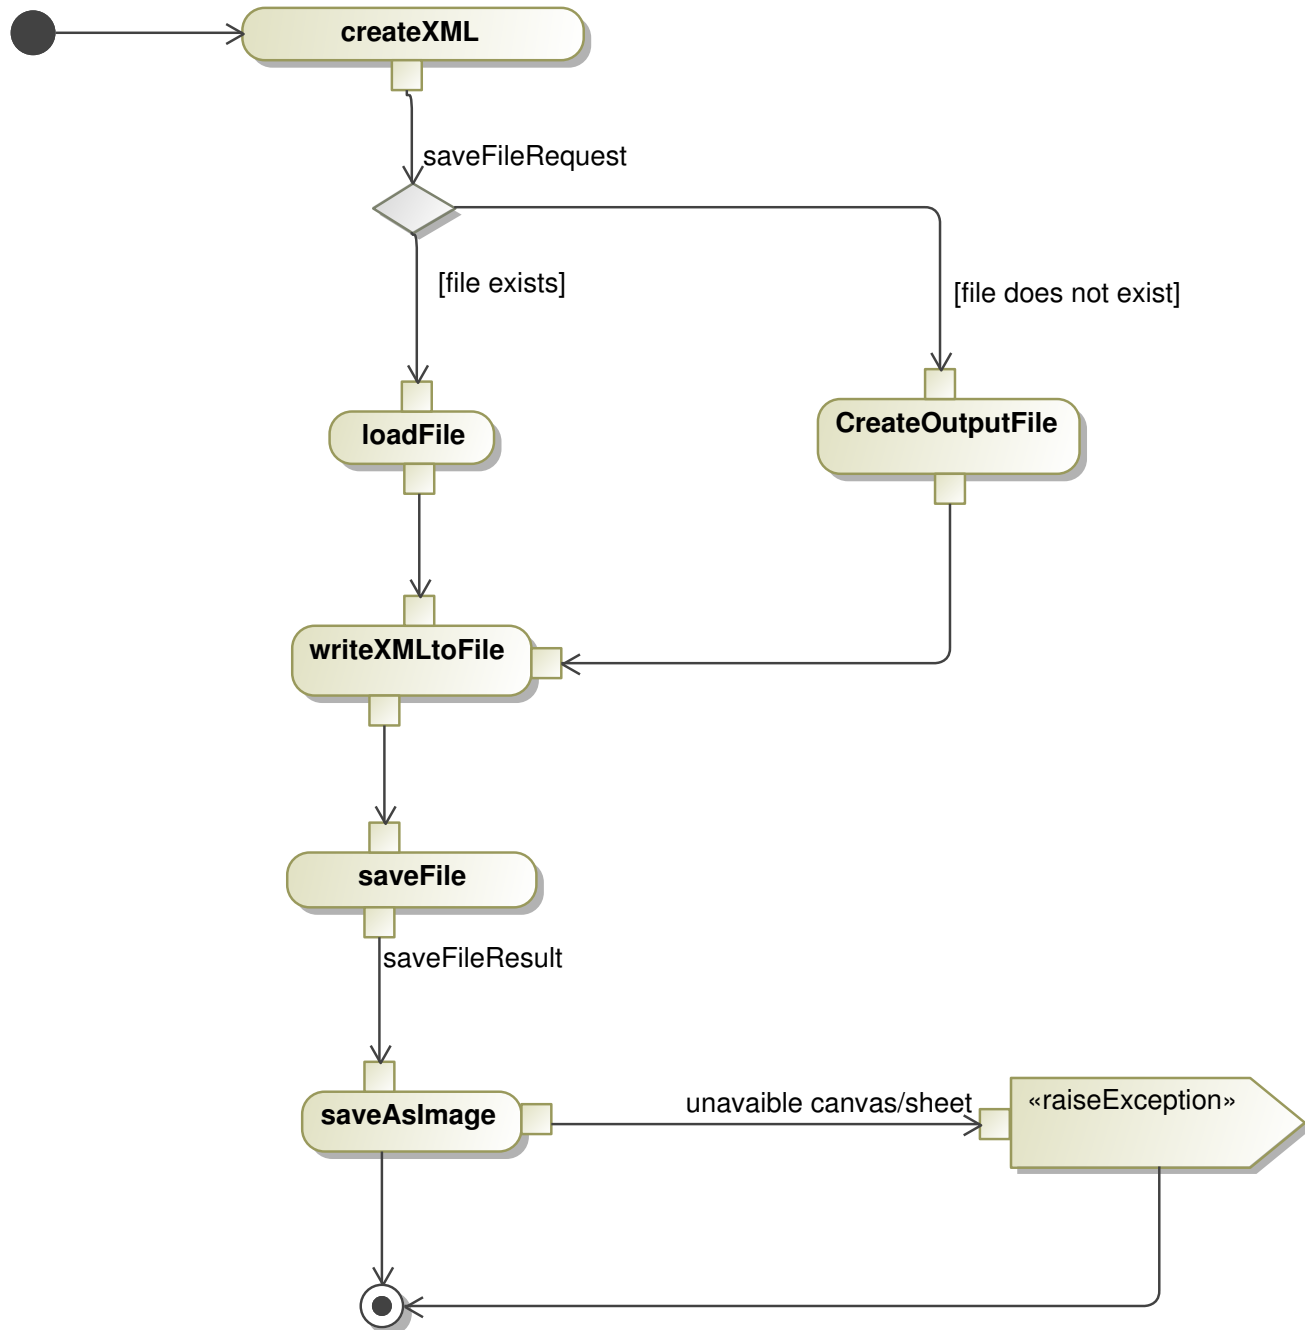 createXML
saveFileRequest
[file exists]
[file does not exist]
loadFile
CreateOutputFile
writeXMLtoFile
saveFile
saveFileResult
saveAsImage
unavaible canvas/sheet
«raiseException»